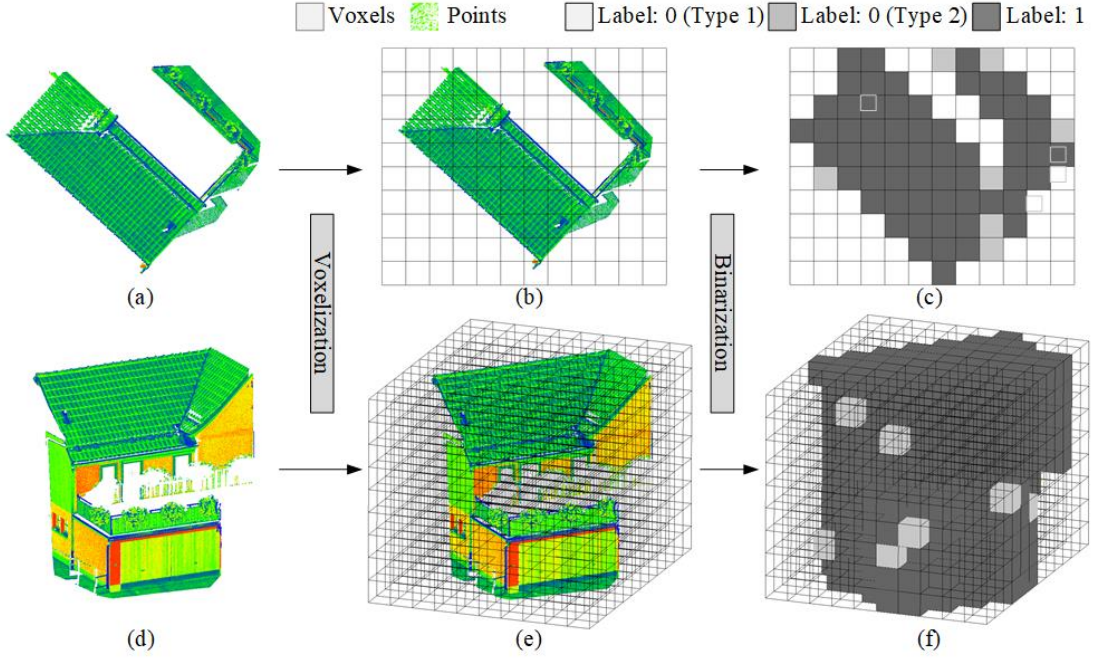 Voxels Points Label: 0 (Type 1) Label: 0 (Type 2) Label: 1
(a) (b) (c)
Voxelization
Binarization
(d) (e) (f)